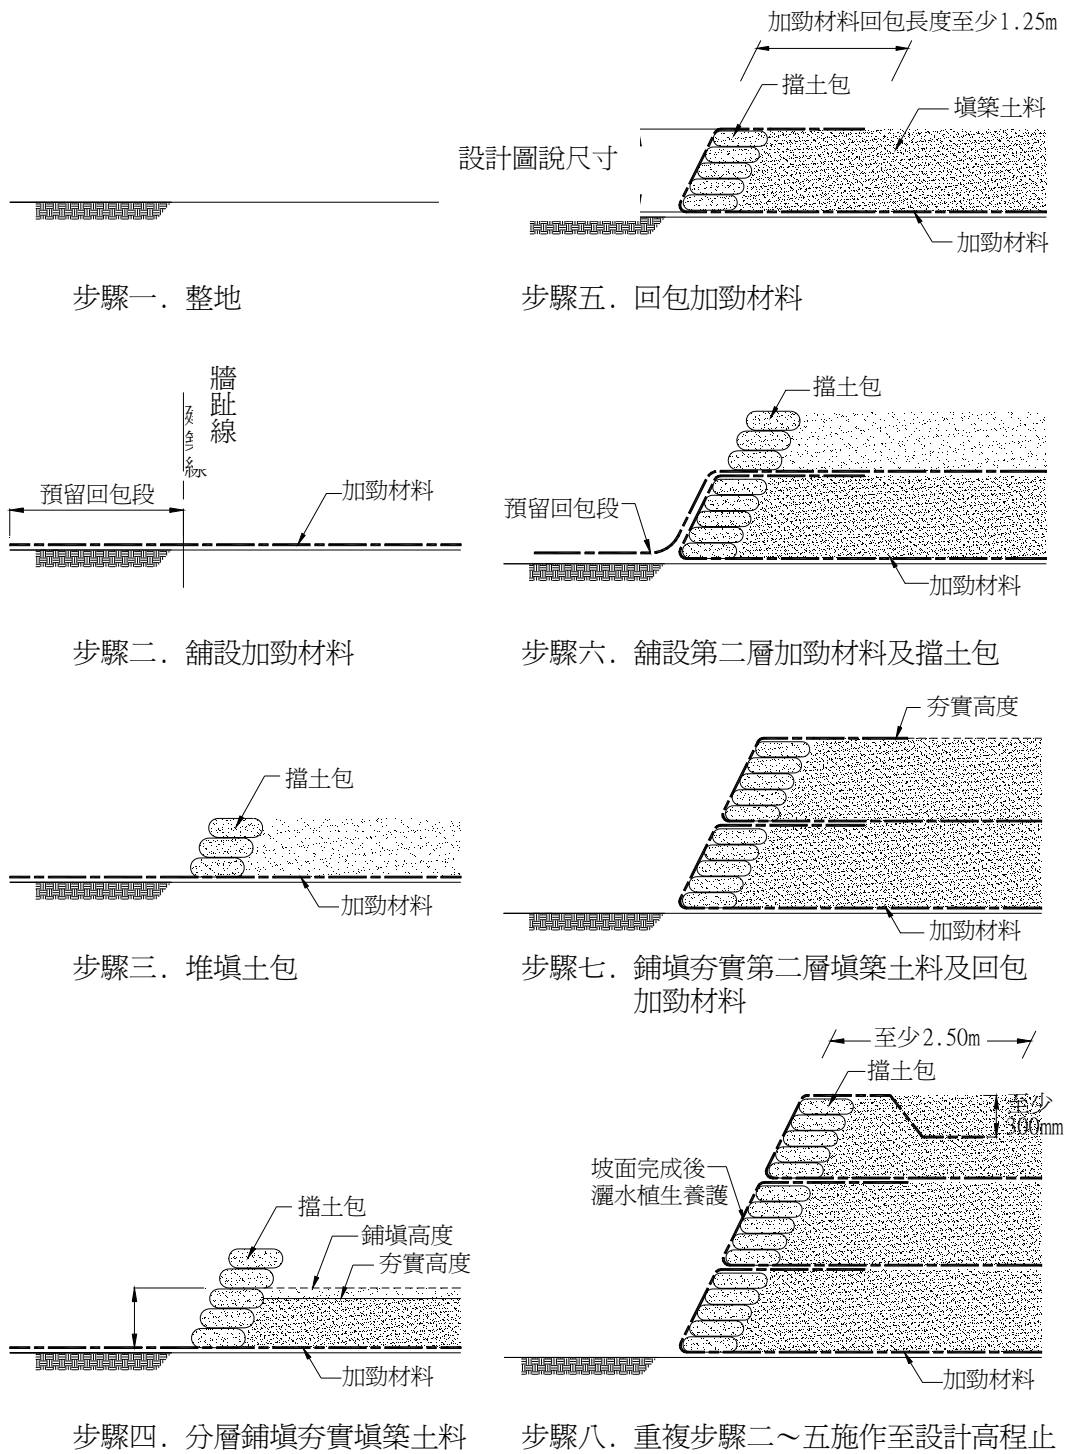 步驟一. 整地
牆趾線
預留回包段
加勁材料
步驟二. 舖設加勁材料
擋土包
加勁材料
步驟三. 堆填土包
擋土包
鋪填高度
夯實高度
加勁材料
步驟四. 分層鋪填夯實填築土料
加勁材料回包長度至少1.25m
擋土包
填築土料
設計圖說尺寸
加勁材料
步驟五. 回包加勁材料
擋土包
預留回包段
加勁材料
步驟六. 舖設第二層加勁材料及擋土包
夯實高度
加勁材料
步驟七. 鋪填夯實第二層填築土料及回包
加勁材料
至少2.50m
擋土包
至少
300mm
坡面完成後
灑水植生養護
加勁材料
步驟八. 重複步驟二～五施作至設計高程止